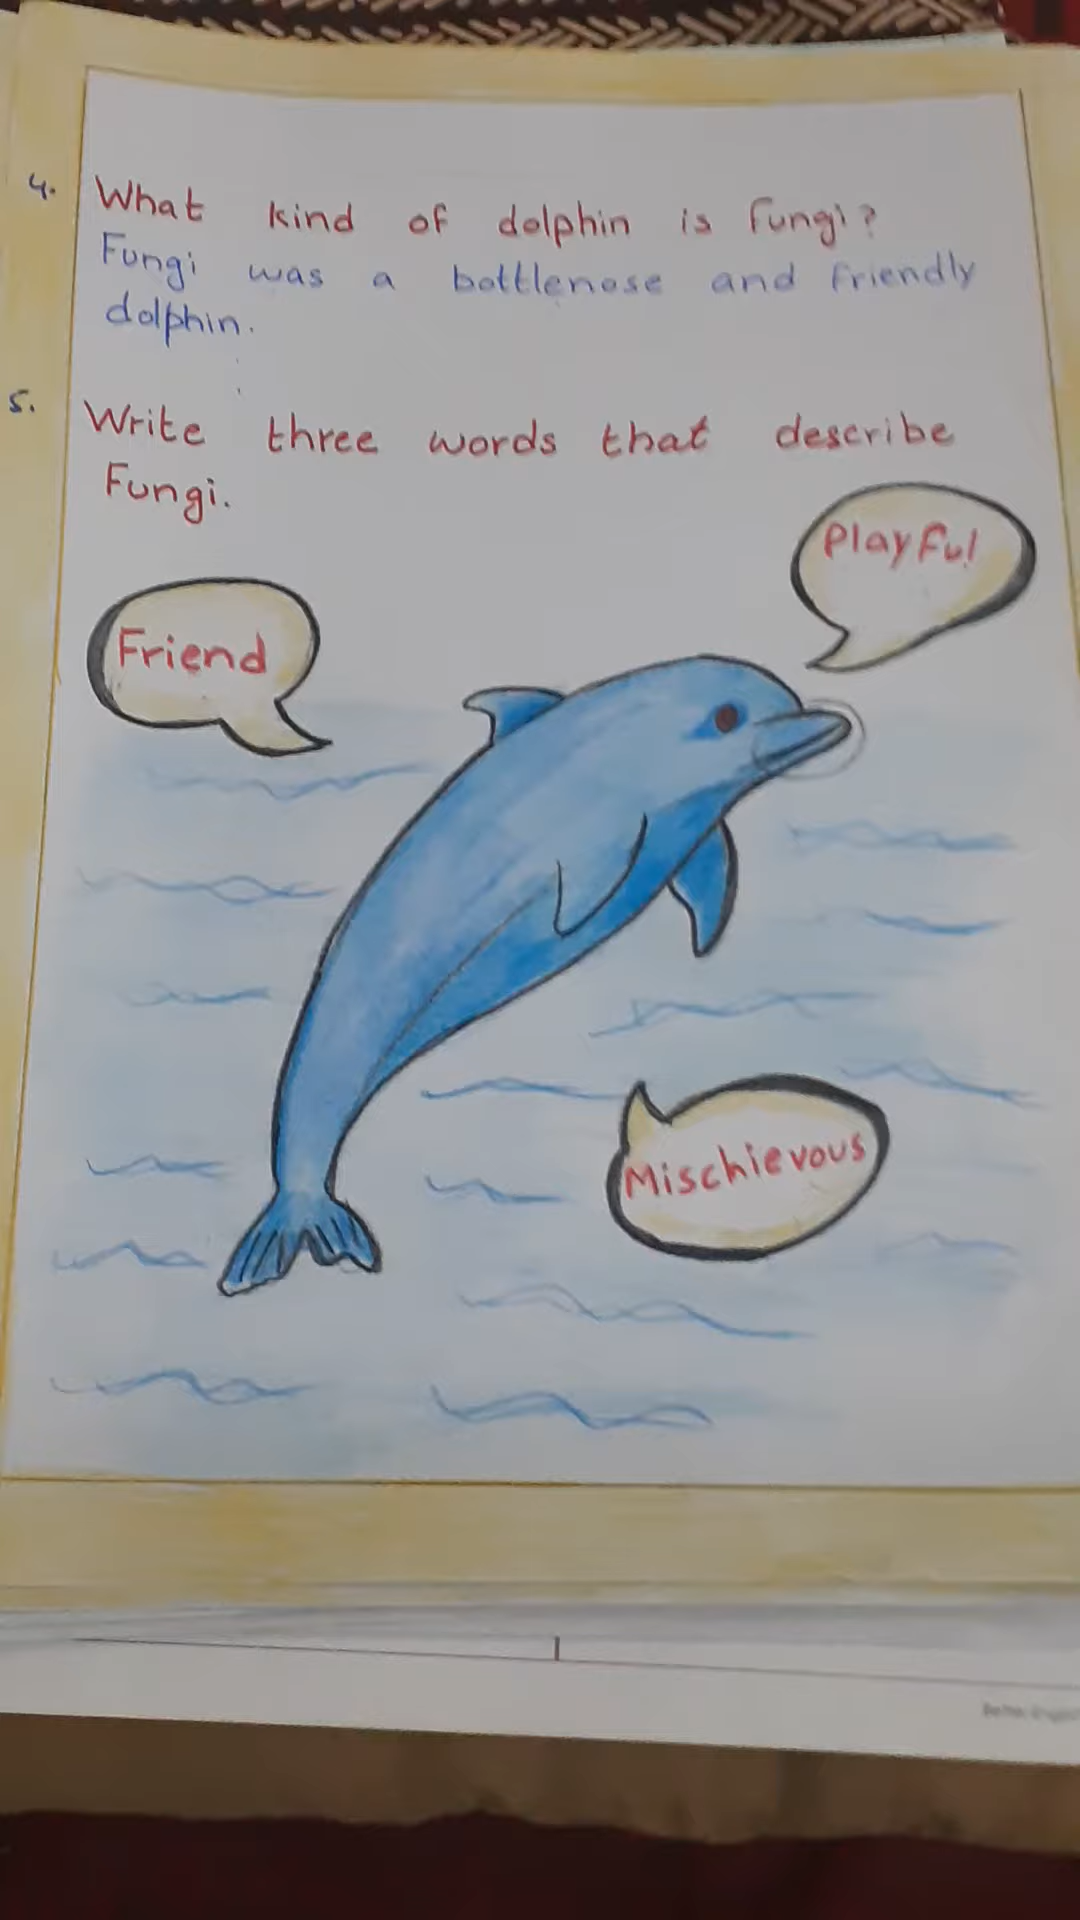 4. What kind of dolphin is fungi?
Fungi was a bottlenose and friendly
dolphin.
5. Write three words that describe
Fungi.
Playful
Friend
Mischievous